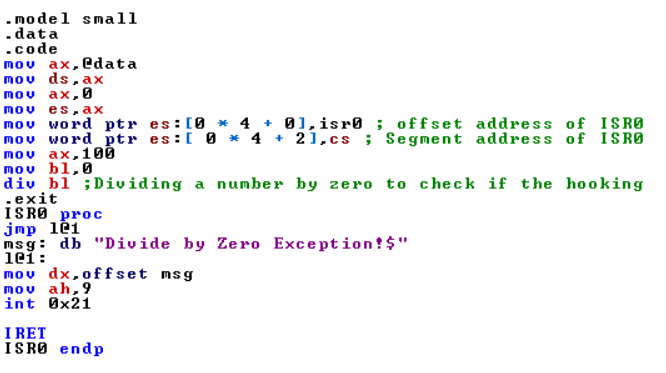 .model small
.data
.code
mov ax,@data
mov ds,ax
mov ax,0
mov es,ax
mov word ptr es:[0 * 4 + 0],isr0 ; offset address of ISR0
mov word ptr es:[ 0 * 4 + 2],cs ; Segment address of ISR0
mov ax,100
mov bl,0
div bl ;Dividing a number by zero to check if the hooking
.exit
ISR0 proc
jmp l@1
msg: db "Divide by Zero Exception!$"
l@1:
mov dx,offset msg
mov ah,9
int 0x21
IRET
ISR0 endp